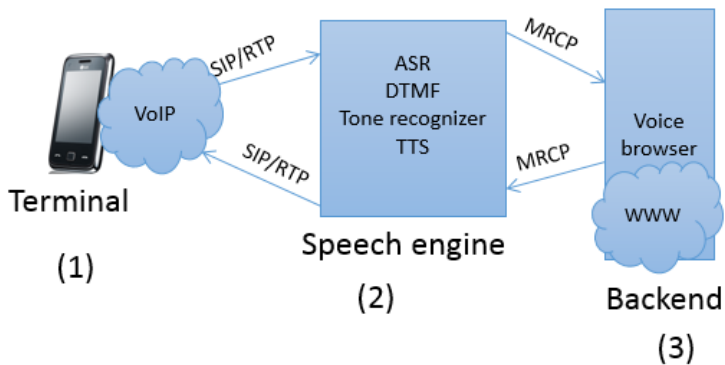 SIP/RTP
MRCP
VoIP
ASR
DTMF
Tone recognizer
TTS
Voice
browser
SIP/RTP
MRCP
WWW
Terminal
Speech engine
Backend
(1)
(2)
(3)